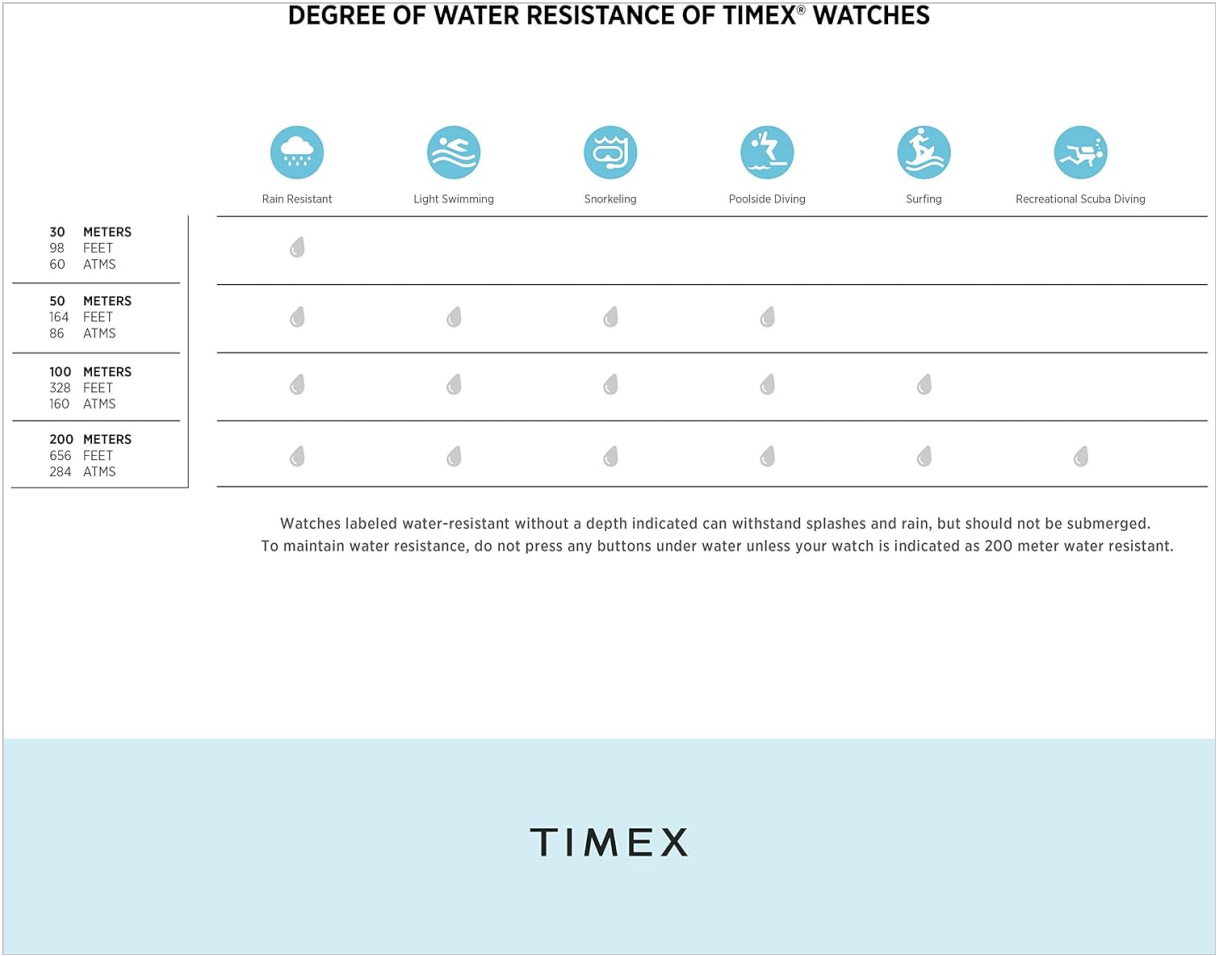 DEGREE OF WATER RESISTANCE OF TIMEX® WATCHES
Rain Resistant
Light Swimming
Snorkeling
Poolside Diving
Surfing
Recreational Scuba Diving
30 METERS
98 FEET
60 ATMS
50 METERS
164 FEET
86 ATMS
100 METERS
328 FEET
160 ATMS
200 METERS
656 FEET
284 ATMS
Watches labeled water-resistant without a depth indicated can withstand splashes and rain, but should not be submerged.
To maintain water resistance, do not press any buttons under water unless your watch is indicated as 200 meter water resistant.
TIMEX